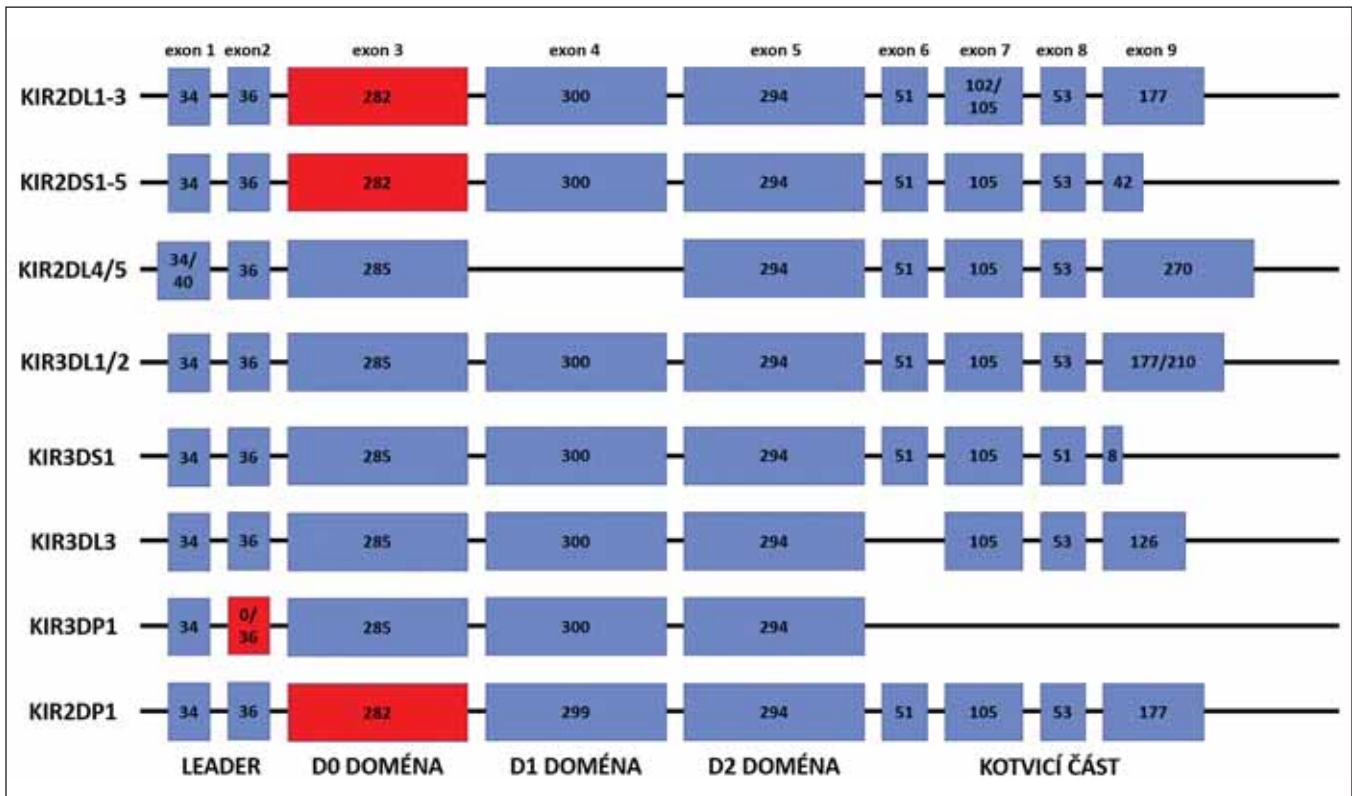 exon 1 exon2 exon 3 exon 4 exon 5 exon 6 exon 7 exon 8 exon 9
KIR2DL1-3 34 36 282 300 294 51 102/ 53 177
105
KIR2DS1-5 34 36 282 300 294 51 105 53 42
34/
KIR2DL4/5 40 36 285 294 51 105 53 270
KIR3DL1/2 34 36 285 300 294 51 105 53 177/210
KIR3DS1 34 36 285 300 294 51 105 51 8
KIR3DL3 34 36 285 300 294 105 53 126
0/
KIR3DP1 34 36 285 300 294
KIR2DP1 34 36 282 299 294 51 105 53 177
LEADER D0 DOMÉNA D1 DOMÉNA D2 DOMÉNA KOTVICÍ ČÁST